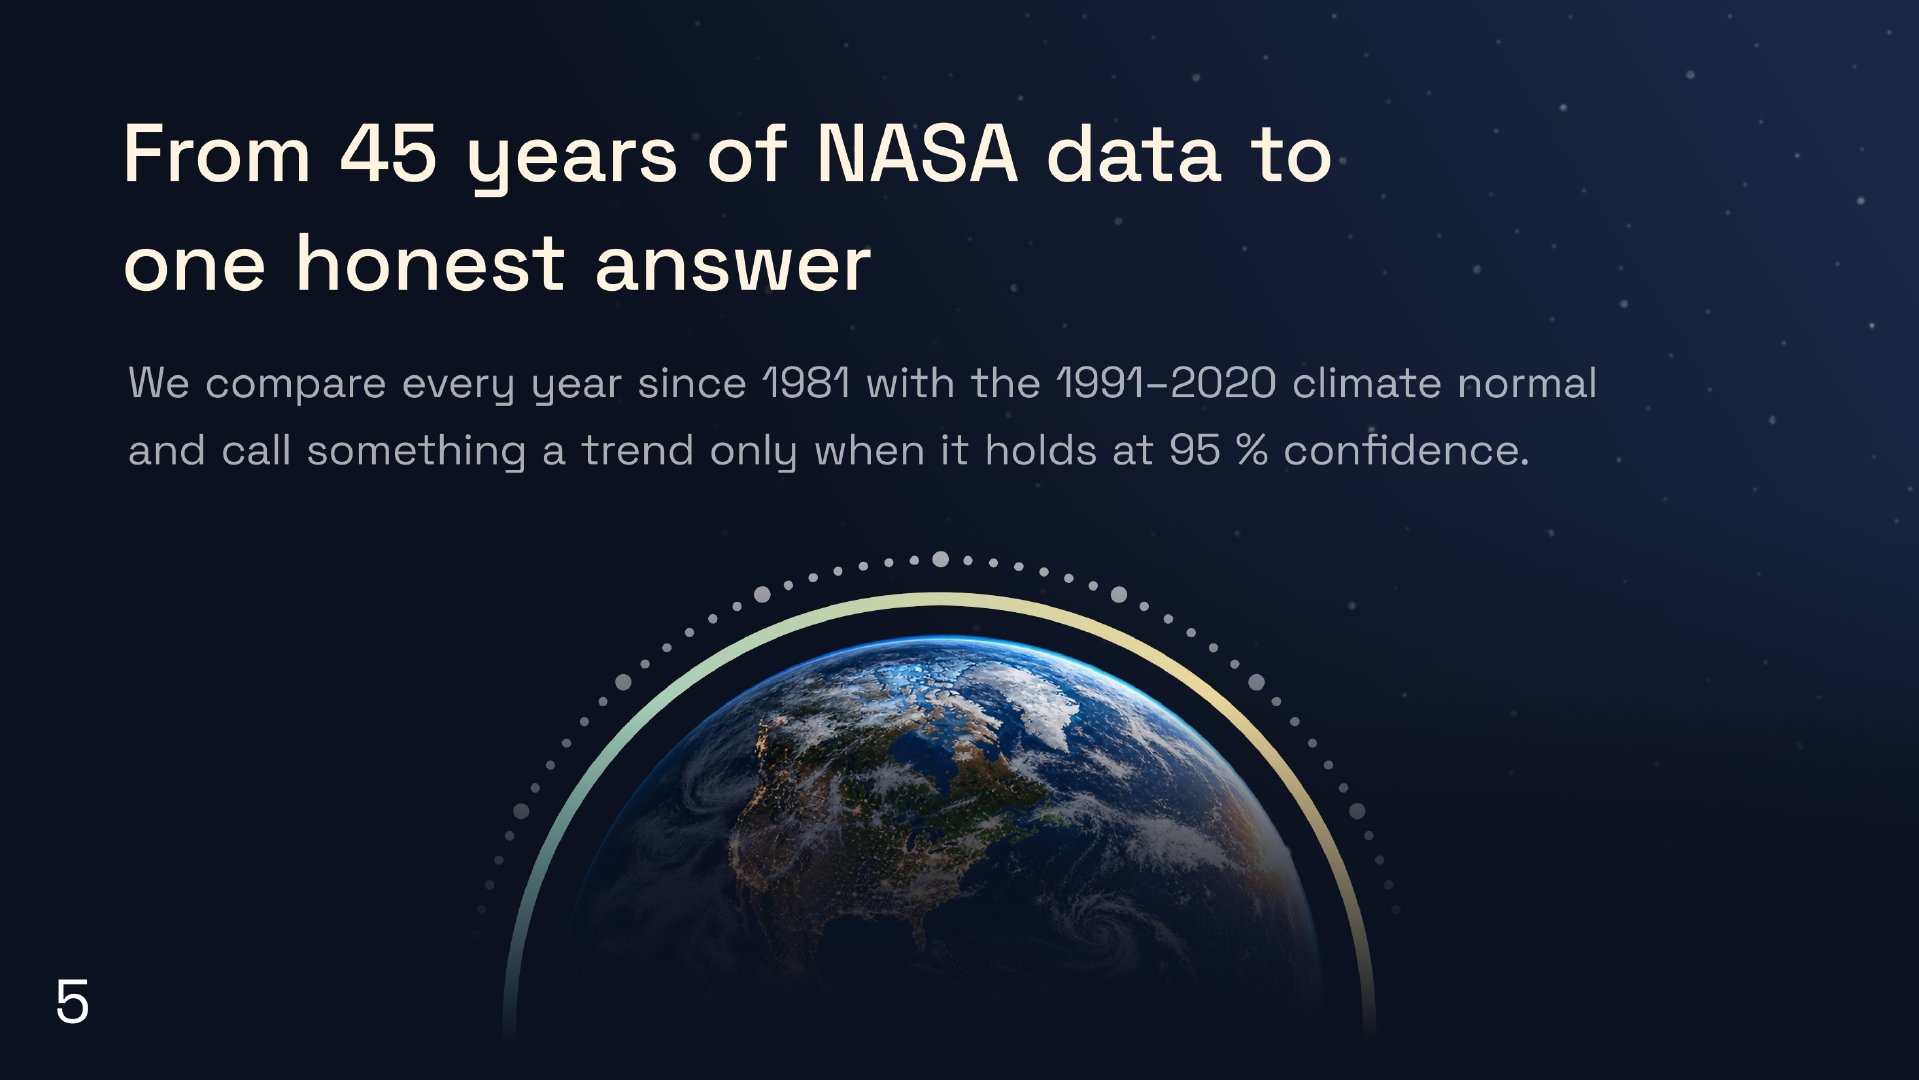 From 45 years of NASA data to
one honest answer
We compare every year since 1981 with the 1991–2020 climate normal
and call something a trend only when it holds at 95 % confidence.
5